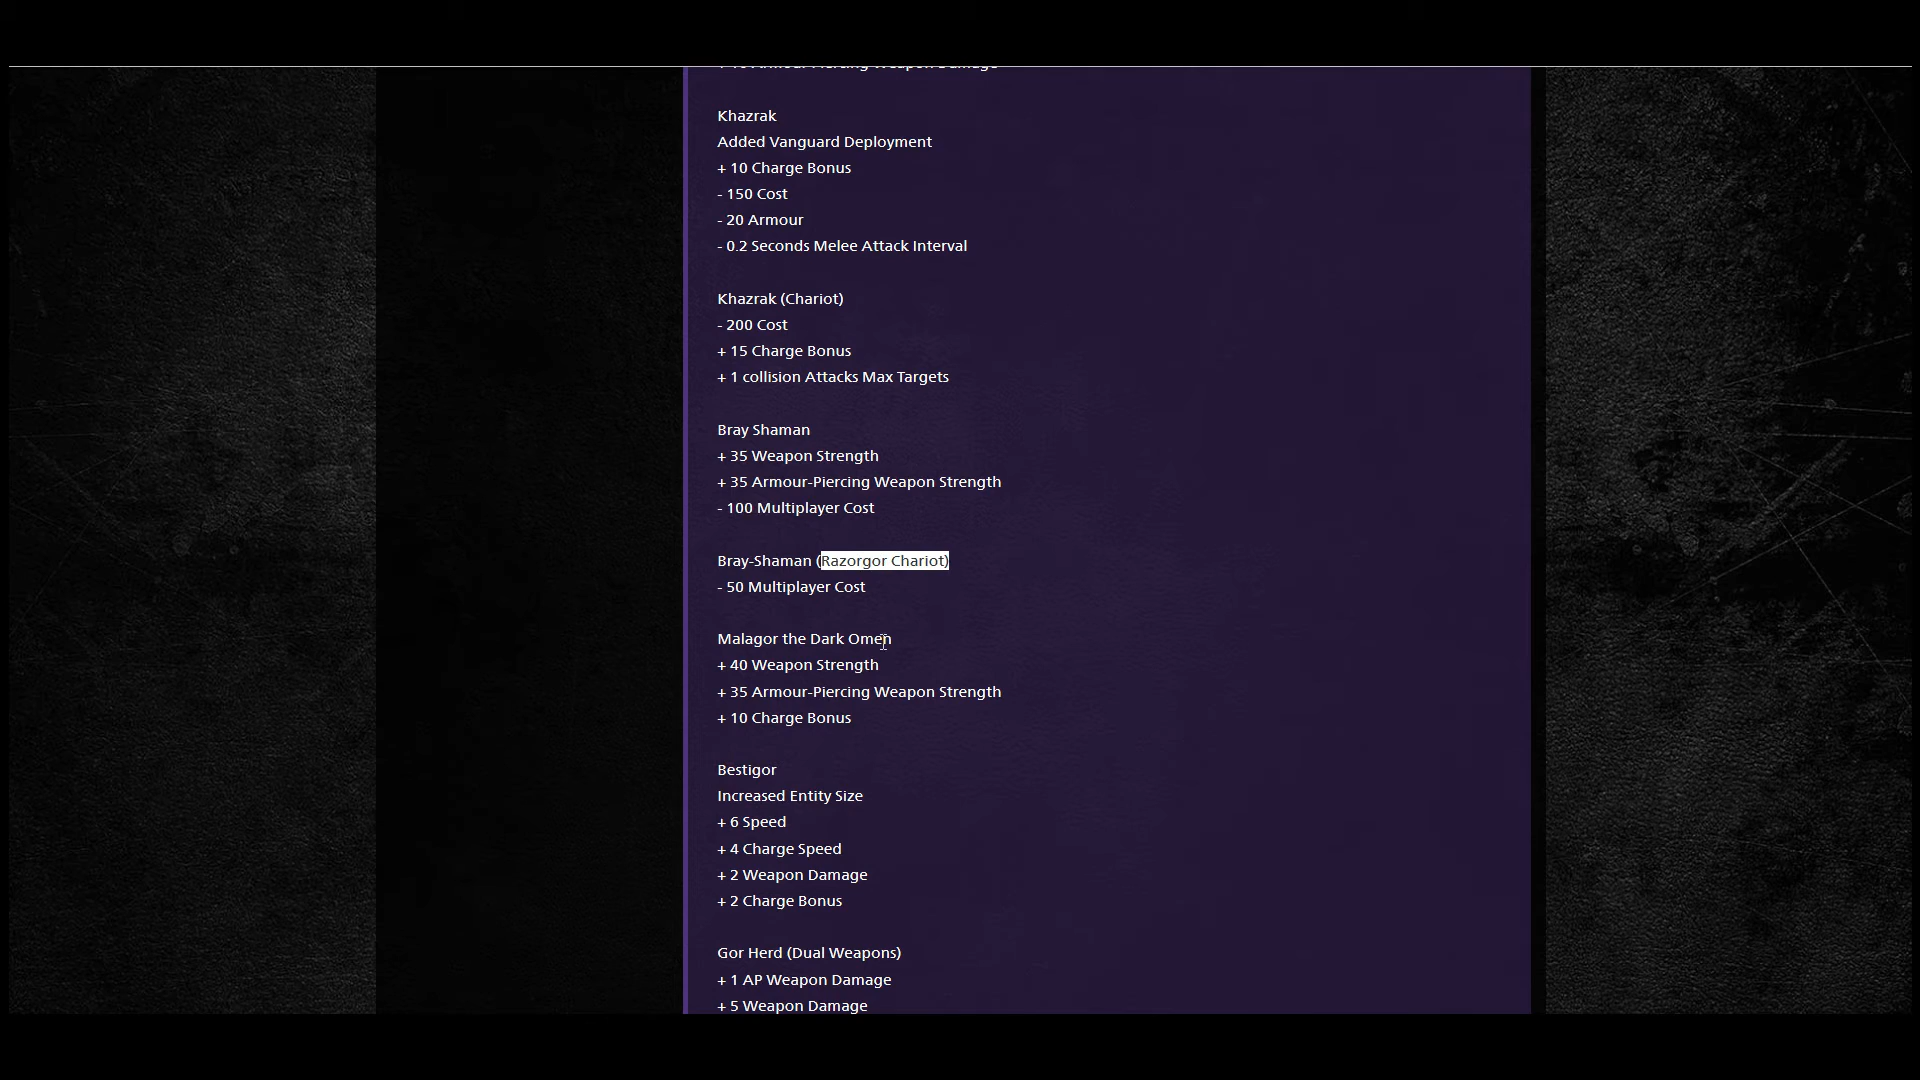 Khazrak
Added Vanguard Deployment
+ 10 Charge Bonus
- 150 Cost
- 20 Armour
- 0.2 Seconds Melee Attack Interval
Khazrak (Chariot)
- 200 Cost
+ 15 Charge Bonus
+ 1 collision Attacks Max Targets
Bray Shaman
+ 35 Weapon Strength
+ 35 Armour-Piercing Weapon Strength
- 100 Multiplayer Cost
Bray-Shaman (Razorgor Chariot)
- 50 Multiplayer Cost
Malagor the Dark Omen
+ 40 Weapon Strength
+ 35 Armour-Piercing Weapon Strength
+ 10 Charge Bonus
Bestigor
Increased Entity Size
+ 6 Speed
+ 4 Charge Speed
+ 2 Weapon Damage
+ 2 Charge Bonus
Gor Herd (Dual Weapons)
+ 1 AP Weapon Damage
+ 5 Weapon Damage